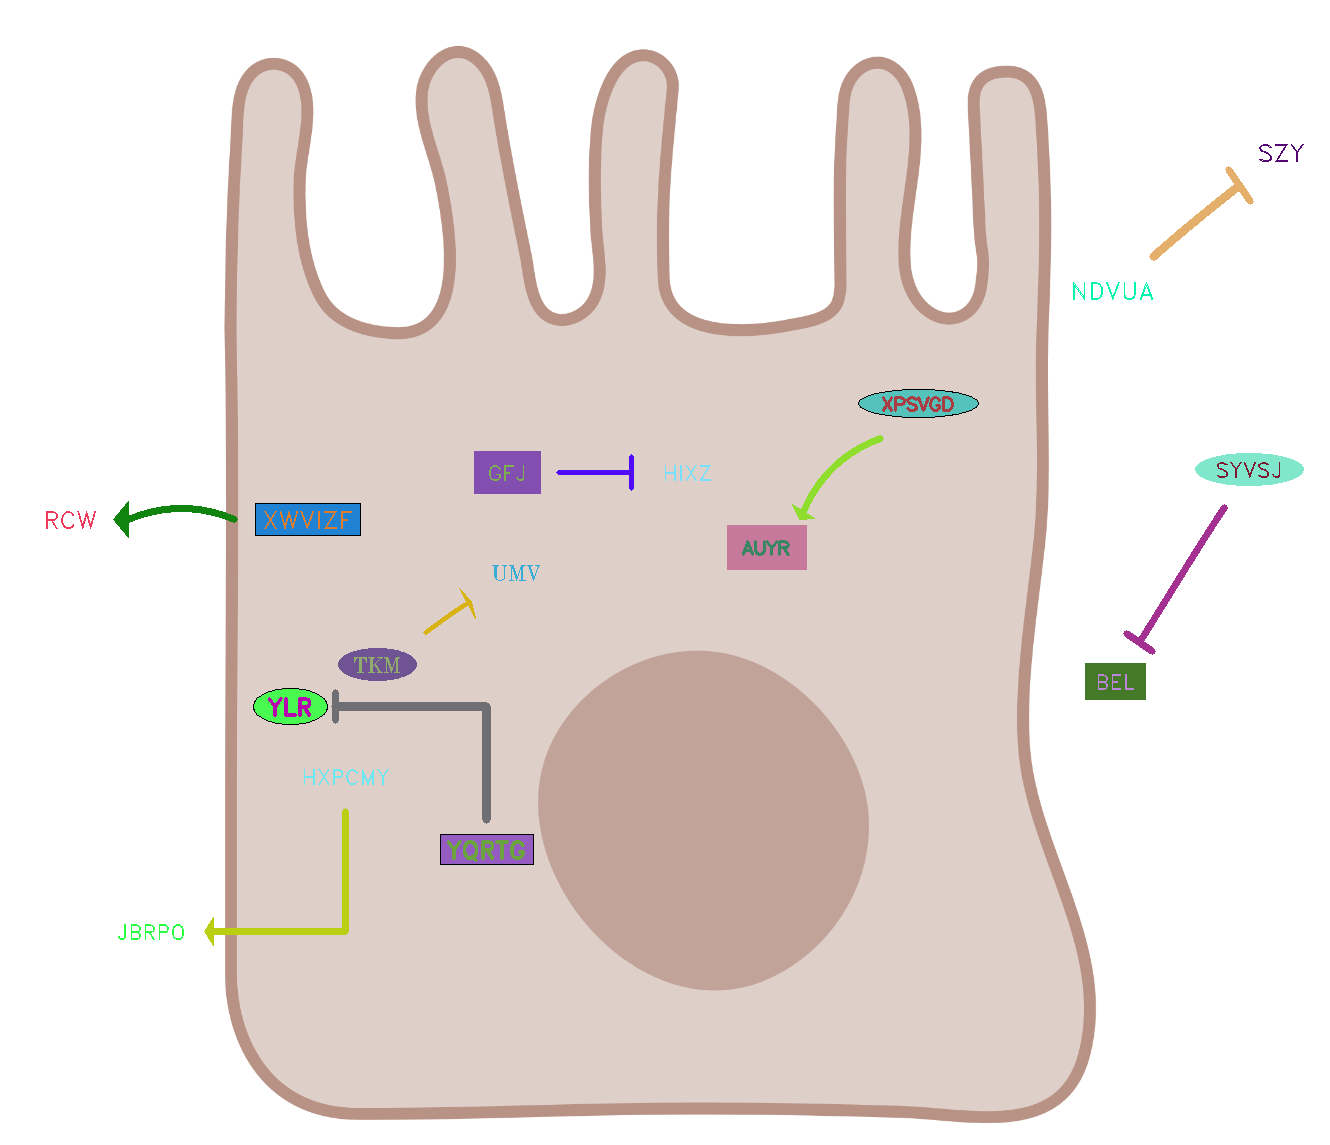 SZY
NDVUA
XPSVGD
GFJ
HIXZ
SYVSJ
RCW
XWVIZF
AUYR
UMV
TKM
BEL
YLR
HXPCMY
YQRTG
JBRPO